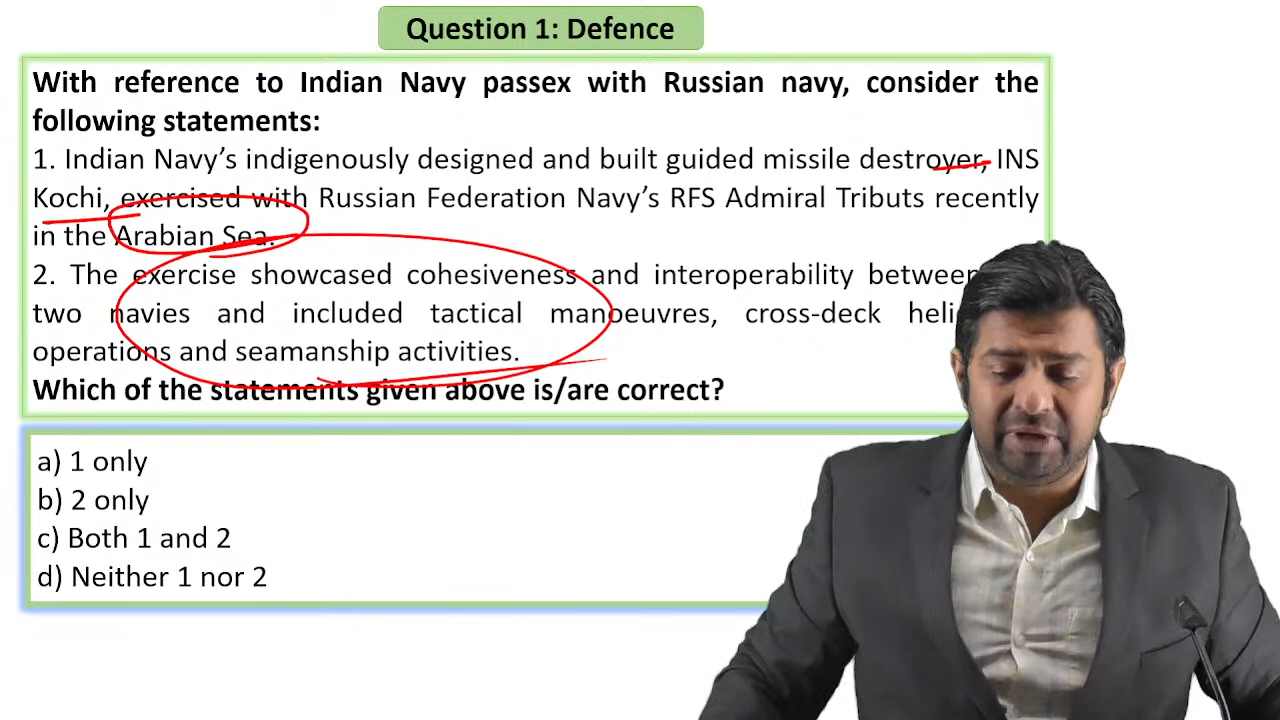 Question 1: Defence
With reference to Indian Navy passex with Russian navy, consider the
following statements:
1. Indian Navy's indigenously designed and built guided missile destroyer, INS
Kochi, exercised with Russian Federation Navy's RFS Admiral Tributs recently
in the Arabian Sea.
2. The exercise showcased cohesiveness and interoperability between
two navies and included tactical manoeuvres, cross-deck
operations and seamanship activities.
Which of the statements given above is/are correct?
a) 1 only
b) 2 only
c) Both 1 and 2
d) Neither 1 nor 2